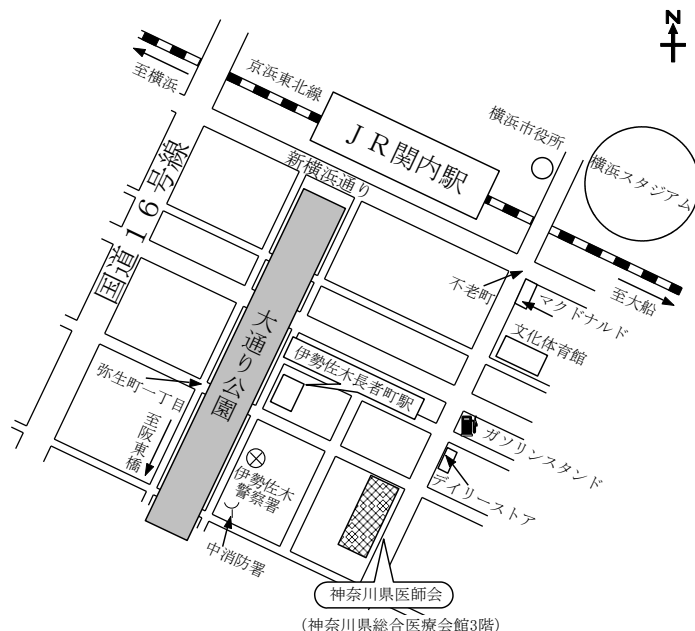 N
至横浜
京浜東北線
JR関内駅
横浜市役所
横浜スタジアム
新横浜通り
国道16号線
不老町
至大船
マクドナルド
文化体育館
大通り公園
伊勢佐木長者町駅
弥生町一丁目
至阪東橋
ガソリンスタンド
伊勢佐木
警察署
デイリーストア
中消防署
神奈川県医師会
(神奈川県総合医療会館3階)